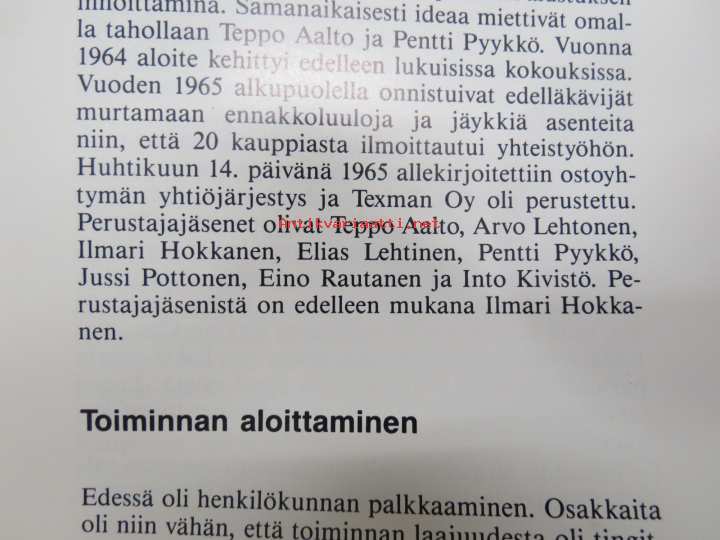 ilmoittamina. Samanaikaisesti ideaa miettivät omal-
la tahollaan Teppo Aalto ja Pentti Pyykkö. Vuonna
1964 aloite kehittyi edelleen lukuisissa kokouksissa.
Vuoden 1965 alkupuolella onnistuivat edelläkävijät
murtamaan ennakkoluuloja ja jäykkiä asenteita
niin, että 20 kauppiasta ilmoittautui yhteistyöhön.
Huhtikuun 14. päivänä 1965 allekirjoitettiin ostoyh-
tymän yhtiöjärjestys ja Texman Oy oli perustettu.
Perustajajäsenet olivat Teppo Aalto, Arvo Lehtonen,
Antikvariaatti.net
Ilmari Hokkanen, Elias Lehtinen, Pentti Pyykkö,
Jussi Pottonen, Eino Rautanen ja Into Kivistö. Pe-
rustajajäsenistä on edelleen mukana Ilmari Hokka-
nen.
Toiminnan aloittaminen
Edessä oli henkilökunnan palkkaaminen. Osakkaita
oli niin vähän, että toiminnan laajuudesta oli tingit-